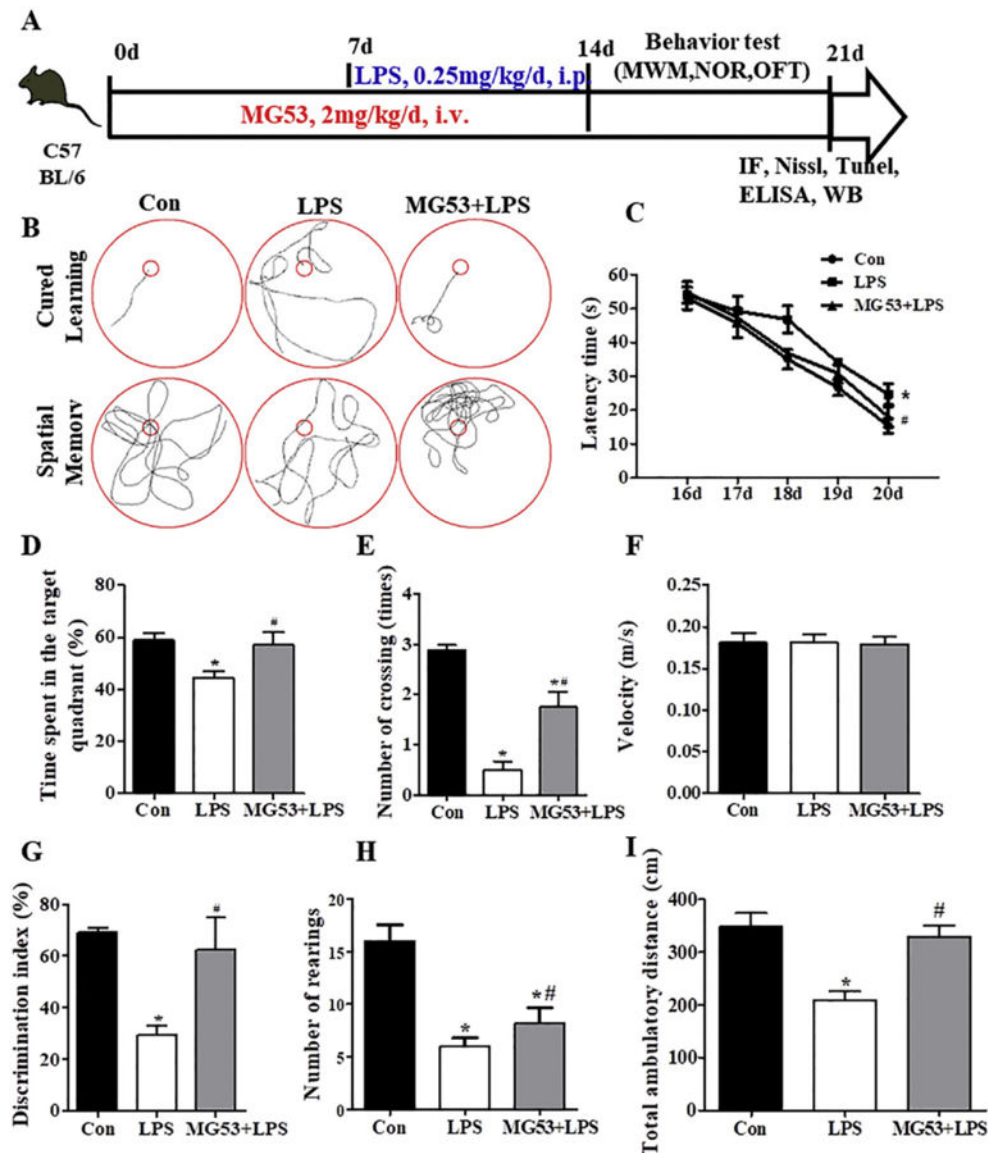 A
0d
7d
14d
Behavior test
(MWM,NOR,OFT)
21d
LPS, 0.25mg/kg/d, i.p.
MG53, 2mg/kg/d, i.v.
C57
BL/6
IF, Nissl, Tunel,
ELISA, WB
B
Con
LPS
MG53+LPS
Cured
Learning
Spatial
Memory
C
Con
LPS
MG53+LPS
Latency time (s)
60
50
40
30
20
10
0
*
#
16d 17d 18d 19d 20d
D
Time spent in the target
quadrant (%)
80
60
40
20
0
*
#
Con LPS MG53+LPS
E
Number of crossing (times)
4
3
2
1
0
*
*#
Con LPS MG53+LPS
F
Velocity (m/s)
0.25
0.20
0.15
0.10
0.05
0.00
Con LPS MG53+LPS
G
Discrimination index (%)
80
60
40
20
0
*
#
Con LPS MG53+LPS
H
Number of rearings
20
15
10
5
0
*
*#
Con LPS MG53+LPS
I
Total ambulatory distance (cm)
400
300
200
100
0
*
#
Con LPS MG53+LPS